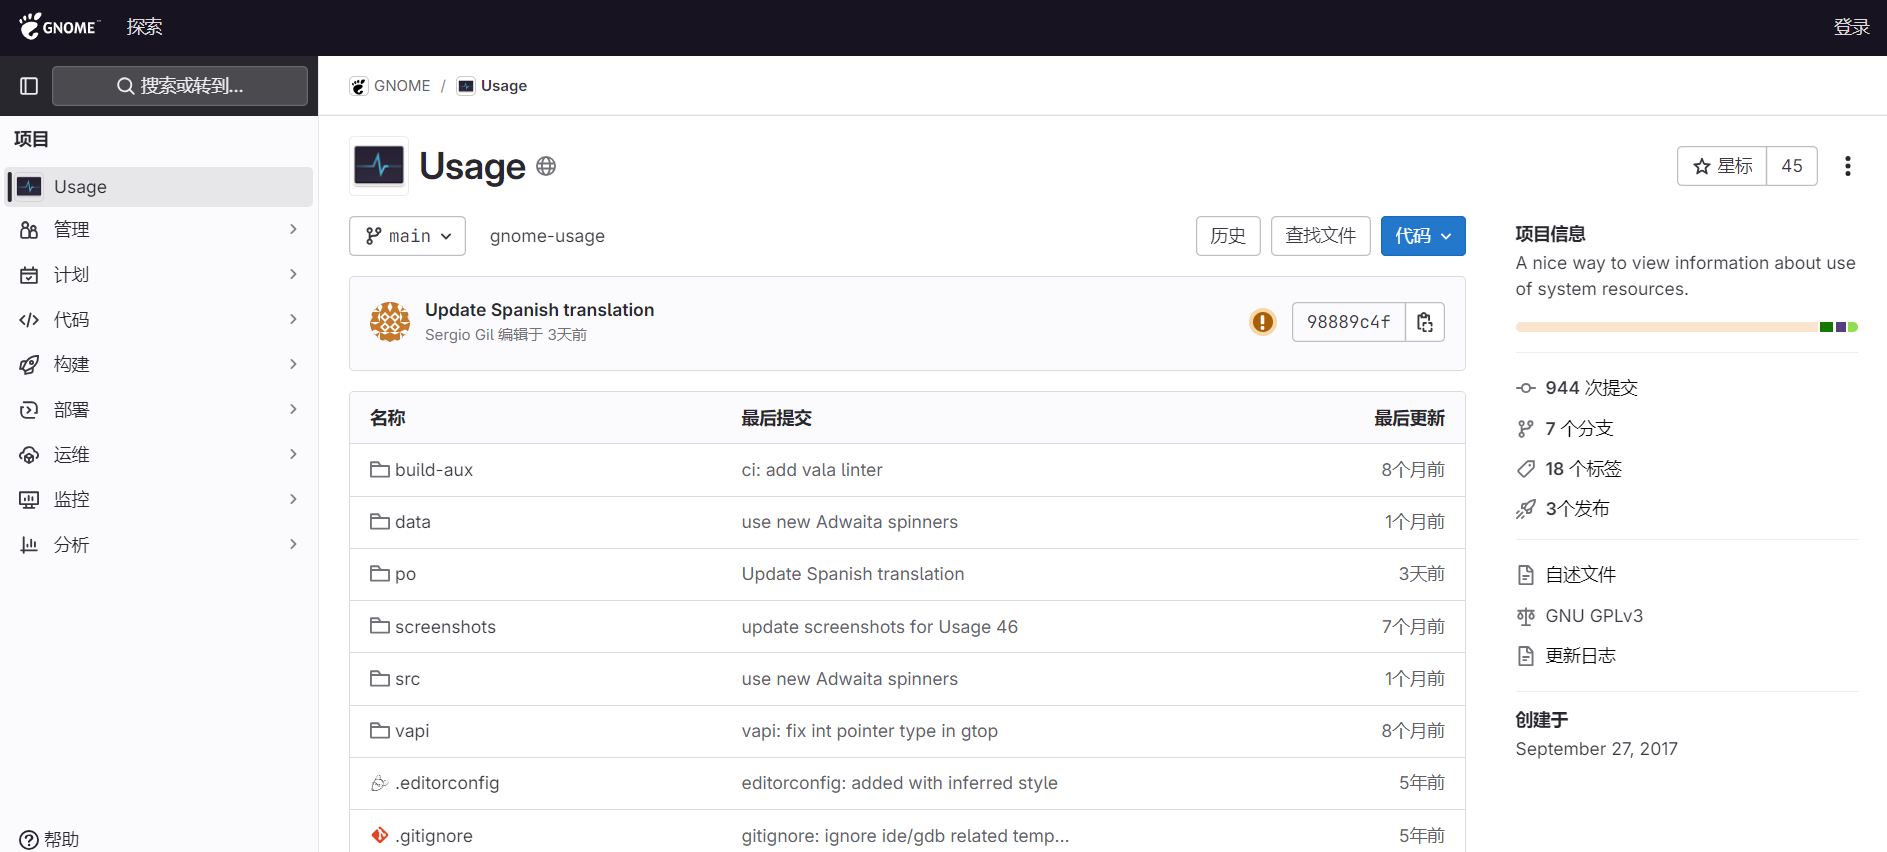 GNOME 探索 登录
搜索或转到...
GNOME / Usage
项目
Usage
管理
计划
代码
构建
部署
运维
监控
分析
帮助
Usage
星标 45
main gnome-usage 历史 查找文件 代码
Update Spanish translation
Sergio Gil 编辑于 3天前
98889c4f
名称 最后提交 最后更新
build-aux ci: add vala linter 8个月前
data use new Adwaita spinners 1个月前
po Update Spanish translation 3天前
screenshots update screenshots for Usage 46 7个月前
src use new Adwaita spinners 1个月前
vapi vapi: fix int pointer type in gtop 8个月前
.editorconfig editorconfig: added with inferred style 5年前
.gitignore gitignore: ignore ide/gdb related temp... 5年前
项目信息
A nice way to view information about use
of system resources.
944 次提交
7 个分支
18 个标签
3个发布
自述文件
GNU GPLv3
更新日志
创建于
September 27, 2017